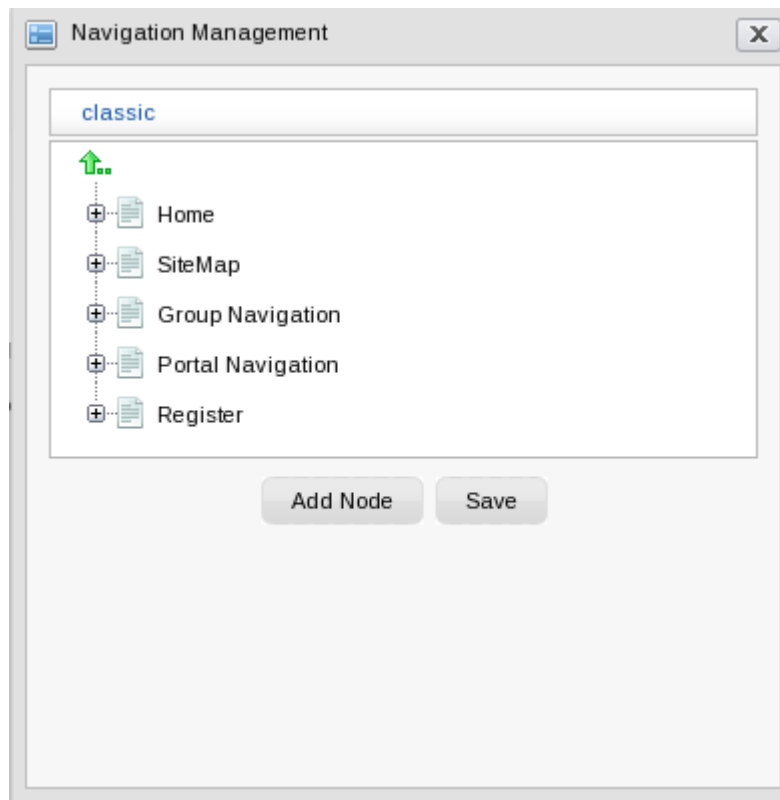 Navigation Management
classic
Home
SiteMap
Group Navigation
Portal Navigation
Register
Add Node Save